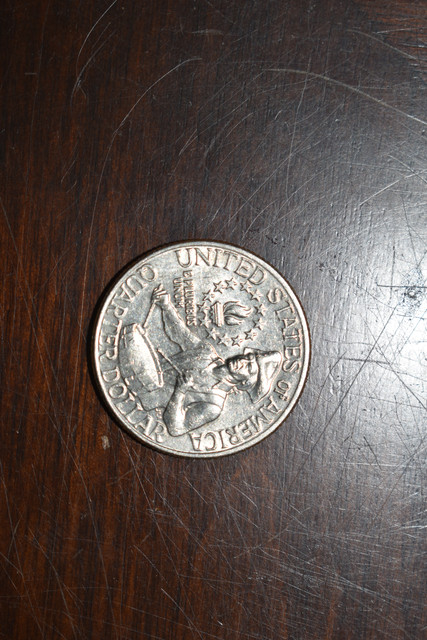 UNITED STATES OF AMERICA
E PLURIBUS
UNUM
QUARTER DOLLAR